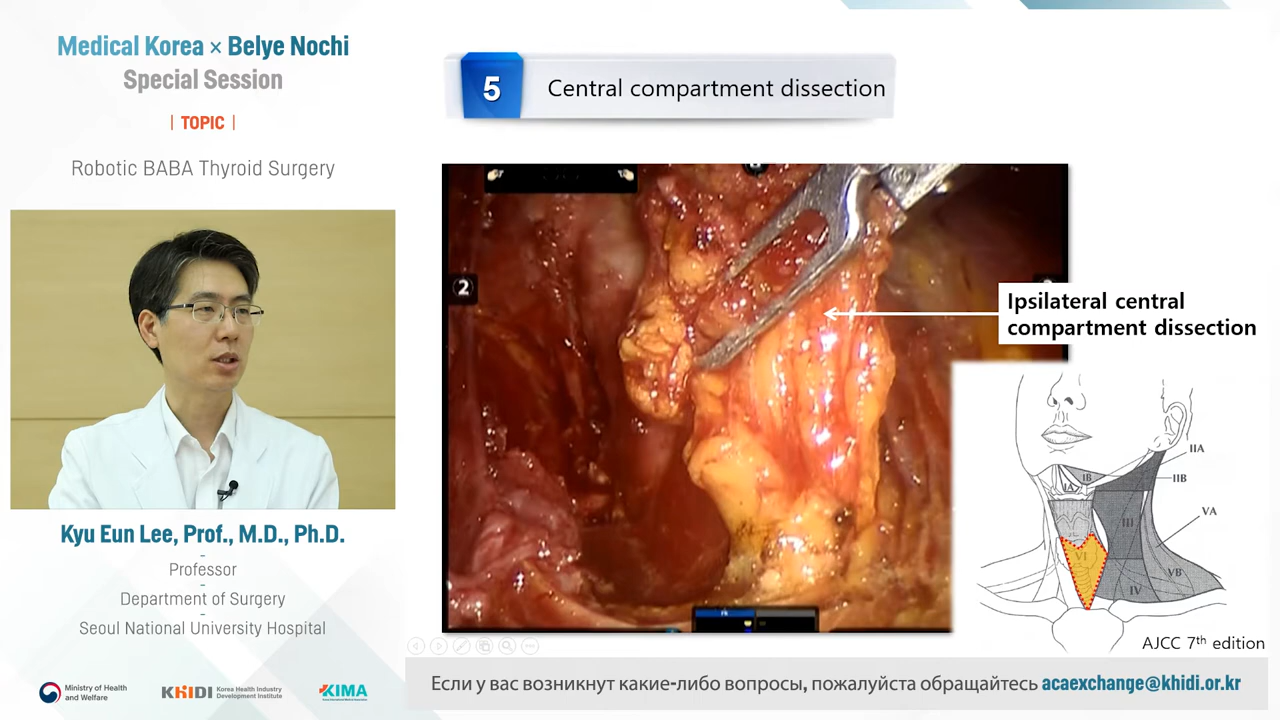 Medical Korea × Belye Nochi
Special Session
| TOPIC |
Robotic BABA Thyroid Surgery
Kyu Eun Lee, Prof., M.D., Ph.D.
-
Professor
-
Department of Surgery
-
Seoul National University Hospital
Ministry of Health
and Welfare
KHIDI
Korea Health Industry
Development Institute
KIMA
5
Central compartment dissection
2
Ipsilateral central
compartment dissection
IIA
IB
IA
IIB
III
VA
VI
VB
IV
AJCC 7th edition
Если у вас возникнут какие-либо вопросы, пожалуйста обращайтесь acaexchange@khidi.or.kr